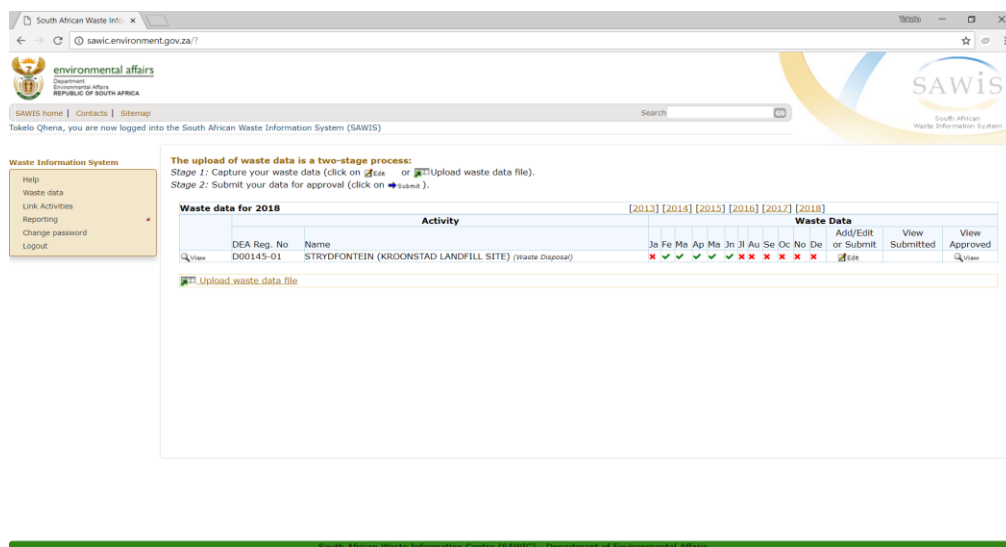 South African Waste Info
Tokelo
sawic.environment.gov.za/?
environmental affairs
Department:
Environmental Affairs
REPUBLIC OF SOUTH AFRICA
SAWIS
South African
Waste Information System
SAWIS home | Contacts | Sitemap
Search GO
Tokelo Qhena, you are now logged into the South African Waste Information System (SAWIS)
Waste Information System
Help
Waste data
Link Activities
Reporting
Change password
Logout
The upload of waste data is a two-stage process:
Stage 1: Capture your waste data (click on Edit or Upload waste data file).
Stage 2: Submit your data for approval (click on Submit).
Waste data for 2018 [2013] [2014] [2015] [2016] [2017] [2018]
Activity Waste Data
DEA Reg. No Name Ja Fe Ma Ap Ma Jn Jl Au Se Oc No De Add/Edit or Submit View Submitted View Approved
View D00145-01 STRYDFONTEIN (KROONSTAD LANDFILL SITE) (Waste Disposal) Edit View
Upload waste data file
South African Waste Information Centre (SAWIC) - Department of Environmental Affairs